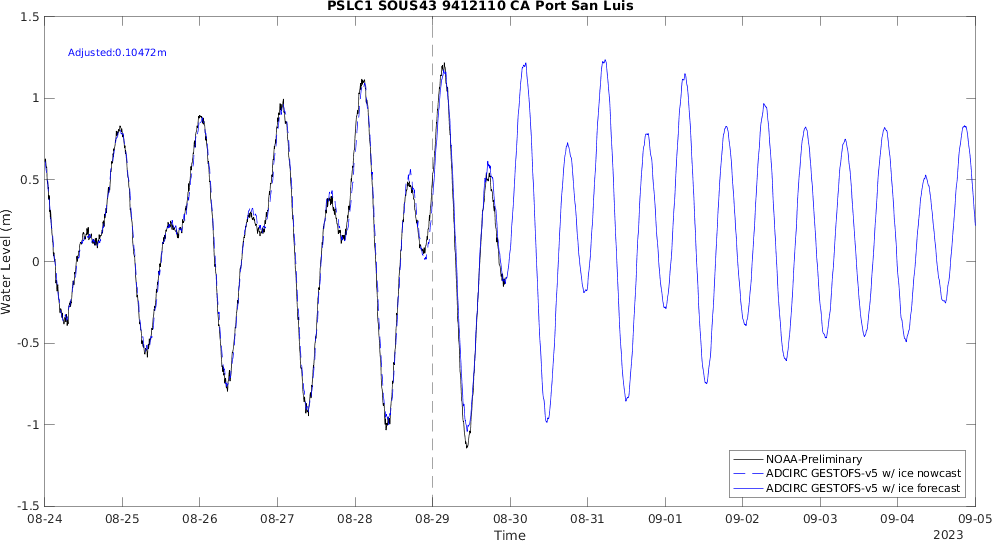 PSLC1 SOUS43 9412110 CA Port San Luis
Adjusted:0.10472m
Water Level (m)
1.5
1
0.5
0
-0.5
-1
-1.5
NOAA-Preliminary
ADCIRC GESTOFS-v5 w/ ice nowcast
ADCIRC GESTOFS-v5 w/ ice forecast
08-24 08-25 08-26 08-27 08-28 08-29 08-30 08-31 09-01 09-02 09-03 09-04 09-05
Time
2023